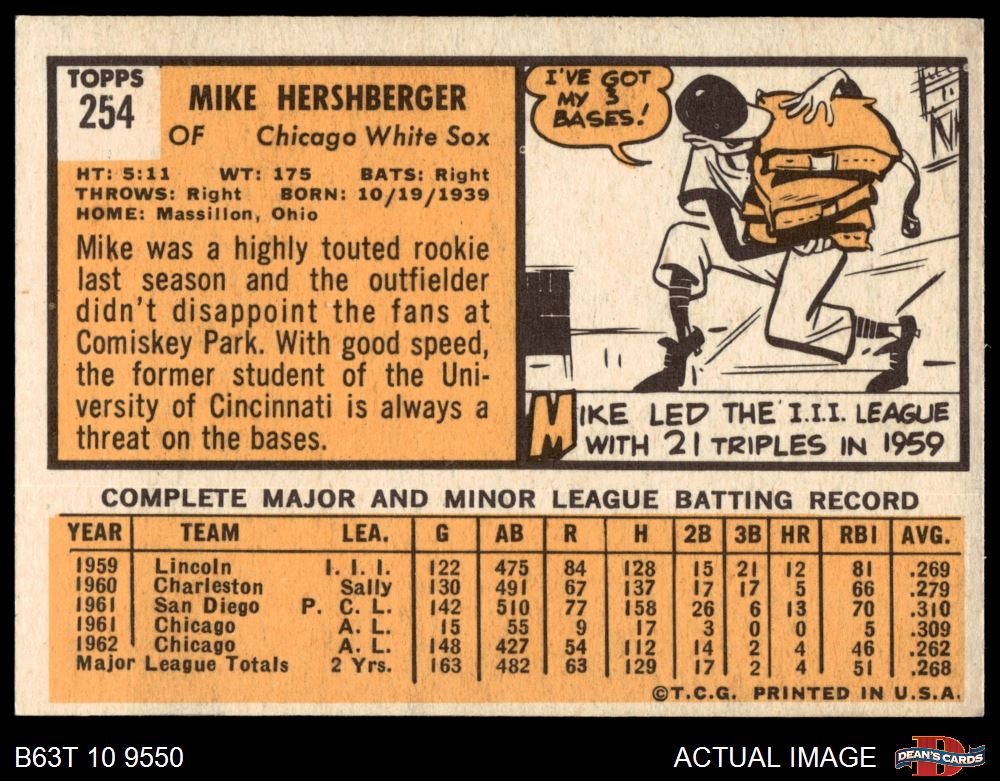 TOPPS
254
MIKE HERSHBERGER
OF Chicago White Sox
HT: 5:11 WT: 175 BATS: Right
THROWS: Right BORN: 10/19/1939
HOME: Massillon, Ohio
Mike was a highly touted rookie
last season and the outfielder
didn't disappoint the fans at
Comiskey Park. With good speed,
the former student of the Uni-
versity of Cincinnati is always a
threat on the bases.
I'VE GOT
MY 3
BASES!
MIKE LED THE I.I.I. LEAGUE
WITH 21 TRIPLES IN 1959
COMPLETE MAJOR AND MINOR LEAGUE BATTING RECORD
YEAR TEAM LEA. G AB R H 2B 3B HR RBI AVG.
1959 Lincoln I. I. I. 122 475 84 128 15 21 12 81 .269
1960 Charleston Sally 130 491 67 137 17 17 5 66 .279
1961 San Diego P. C. L. 142 510 77 158 26 6 13 70 .310
1961 Chicago A. L. 15 55 9 17 3 0 0 5 .309
1962 Chicago A. L. 148 427 54 112 14 2 4 46 .262
Major League Totals 2 Yrs. 163 482 63 129 17 2 4 51 .268
©T.C.G. PRINTED IN U.S.A.
B63T 10 9550
ACTUAL IMAGE
DEAN'S CARDS